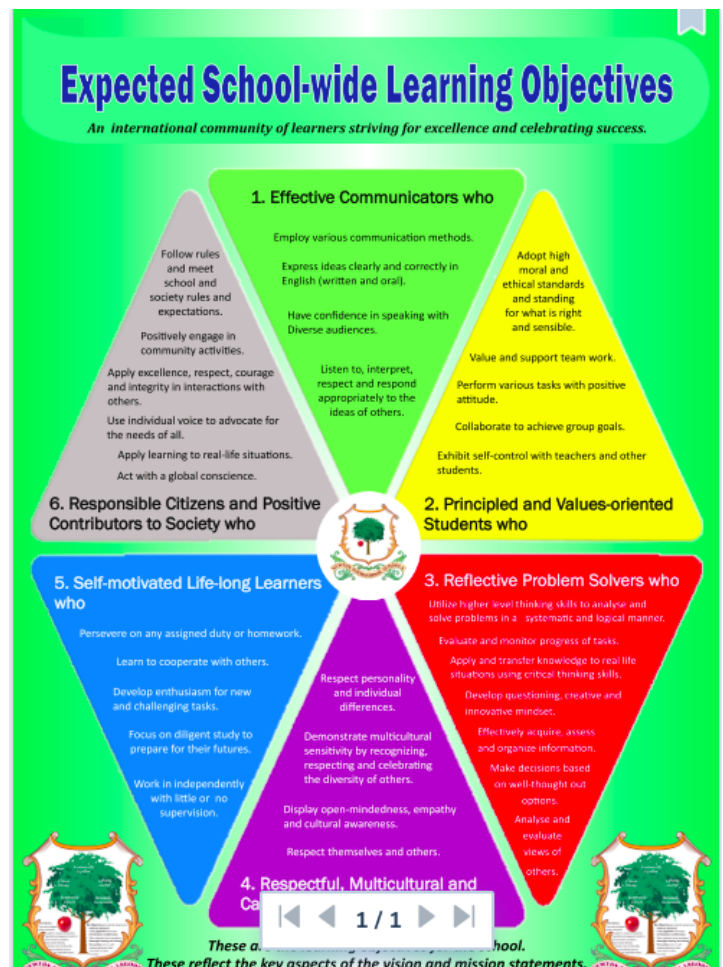 Expected School-wide Learning Objectives
An international community of learners striving for excellence and celebrating success.
1. Effective Communicators who
Employ various communication methods.
Express ideas clearly and correctly in
English (written and oral).
Have confidence in speaking with
Diverse audiences.
Listen to, interpret,
respect and respond
appropriately to the
ideas of others.
Adopt high
moral and
ethical standards
and standing
for what is right
and sensible.
Value and support team work.
Perform various tasks with positive
attitude.
Collaborate to achieve group goals.
Exhibit self-control with teachers and other
students.
2. Principled and Values-oriented
Students who
3. Reflective Problem Solvers who
Utilize higher level thinking skills to analyse and
solve problems in a systematic and logical manner.
Evaluate and monitor progress of tasks.
Apply and transfer knowledge to real life
situations using critical thinking skills.
Develop questioning, creative and
innovative mindset.
Effectively acquire, assess
and organize information.
Make decisions based
on well-thought out
options.
Analyse and
evaluate
views of
others.
Respect personality
and individual
differences.
Demonstrate multicultural
sensitivity by recognizing,
respecting and celebrating
the diversity of others.
Display open-mindedness, empathy
and cultural awareness.
Respect themselves and others.
4. Respectful, Multicultural and
5. Self-motivated Life-long Learners
who
Persevere on any assigned duty or homework.
Learn to cooperate with others.
Develop enthusiasm for new
and challenging tasks.
Focus on diligent study to
prepare for their futures.
Work in independently
with little or no
supervision.
Follow rules
and meet
school and
society rules and
expectations.
Positively engage in
community activities.
Apply excellence, respect, courage
and integrity in interactions with
others.
Use individual voice to advocate for
the needs of all.
Apply learning to real-life situations.
Act with a global conscience.
6. Responsible Citizens and Positive
Contributors to Society who
1 / 1
These
These reflect the key aspects of the vision and mission statements.